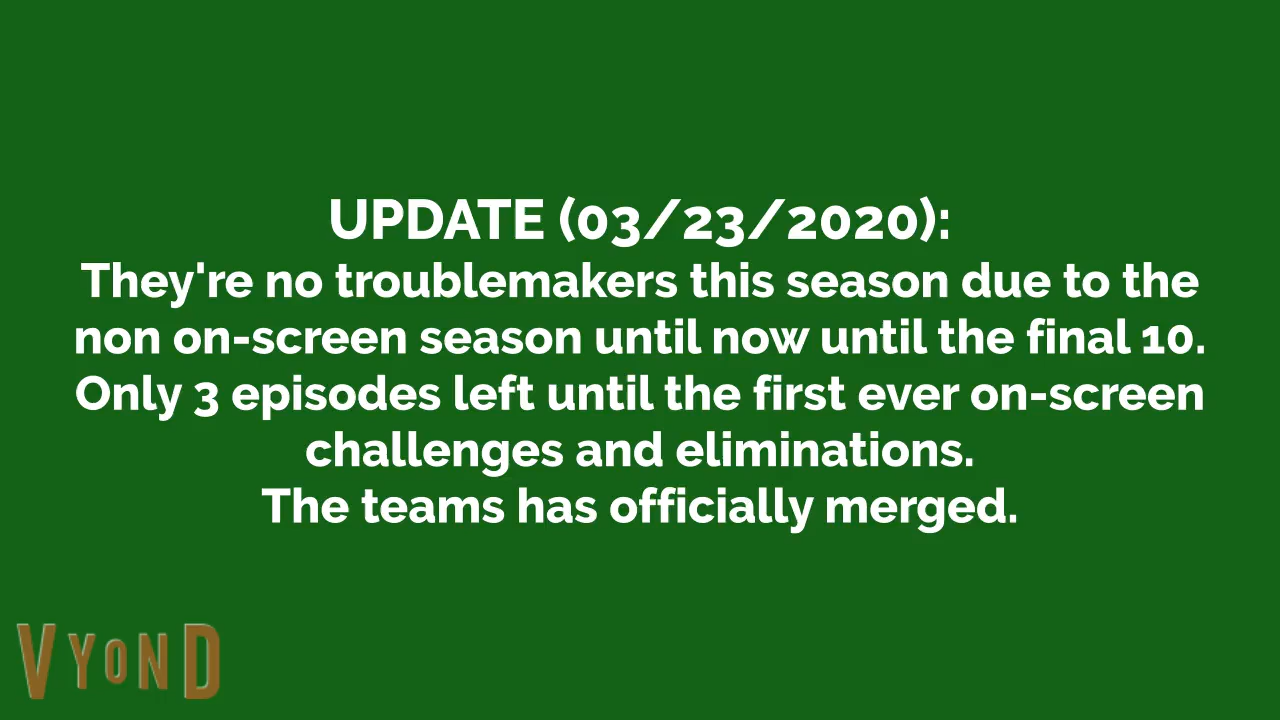 UPDATE (03/23/2020):
They're no troublemakers this season due to the
non on-screen season until now until the final 10.
Only 3 episodes left until the first ever on-screen
challenges and eliminations.
The teams has officially merged.
VYOND